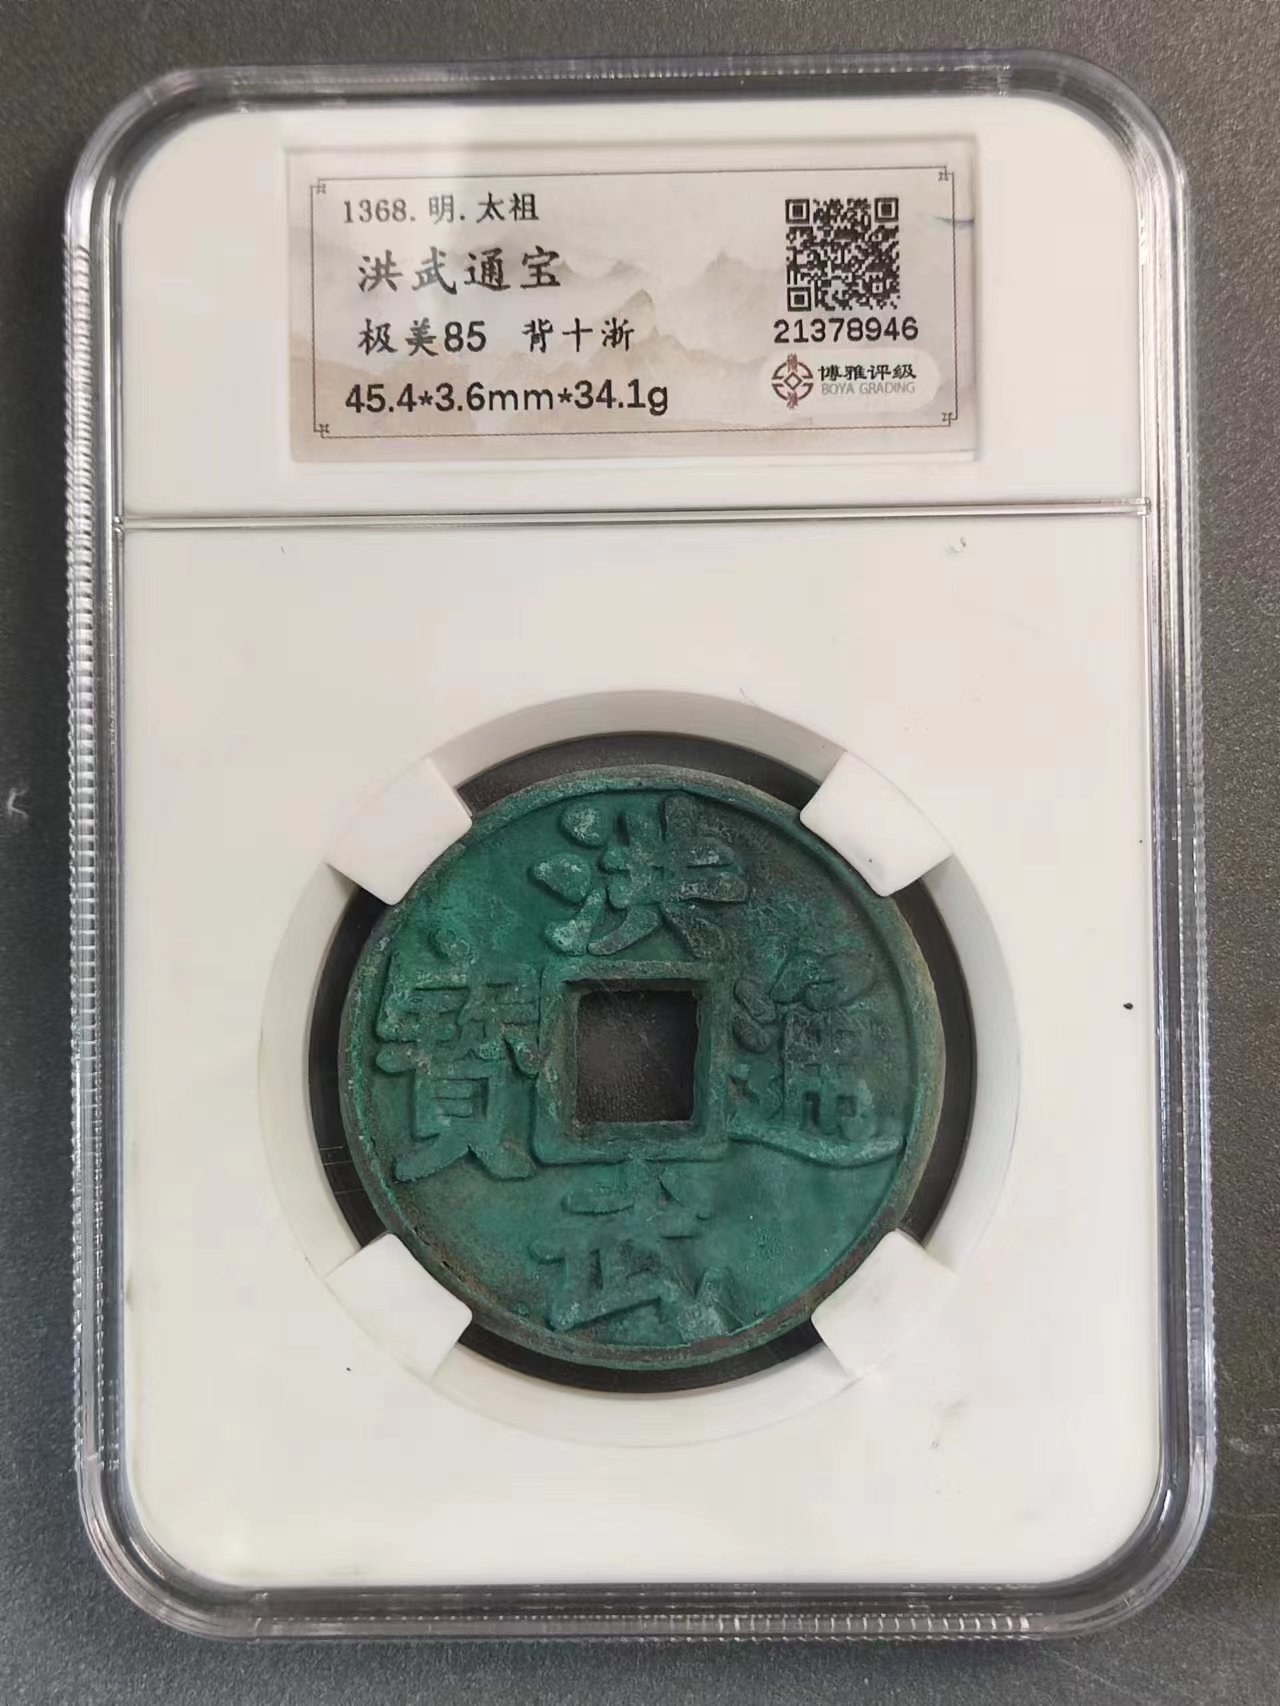 1368.明.太祖
洪武通宝
极美85 背十浙
45.4*3.6mm*34.1g
21378946
博雅评级
BOYA GRADING
洪
通
寶
武